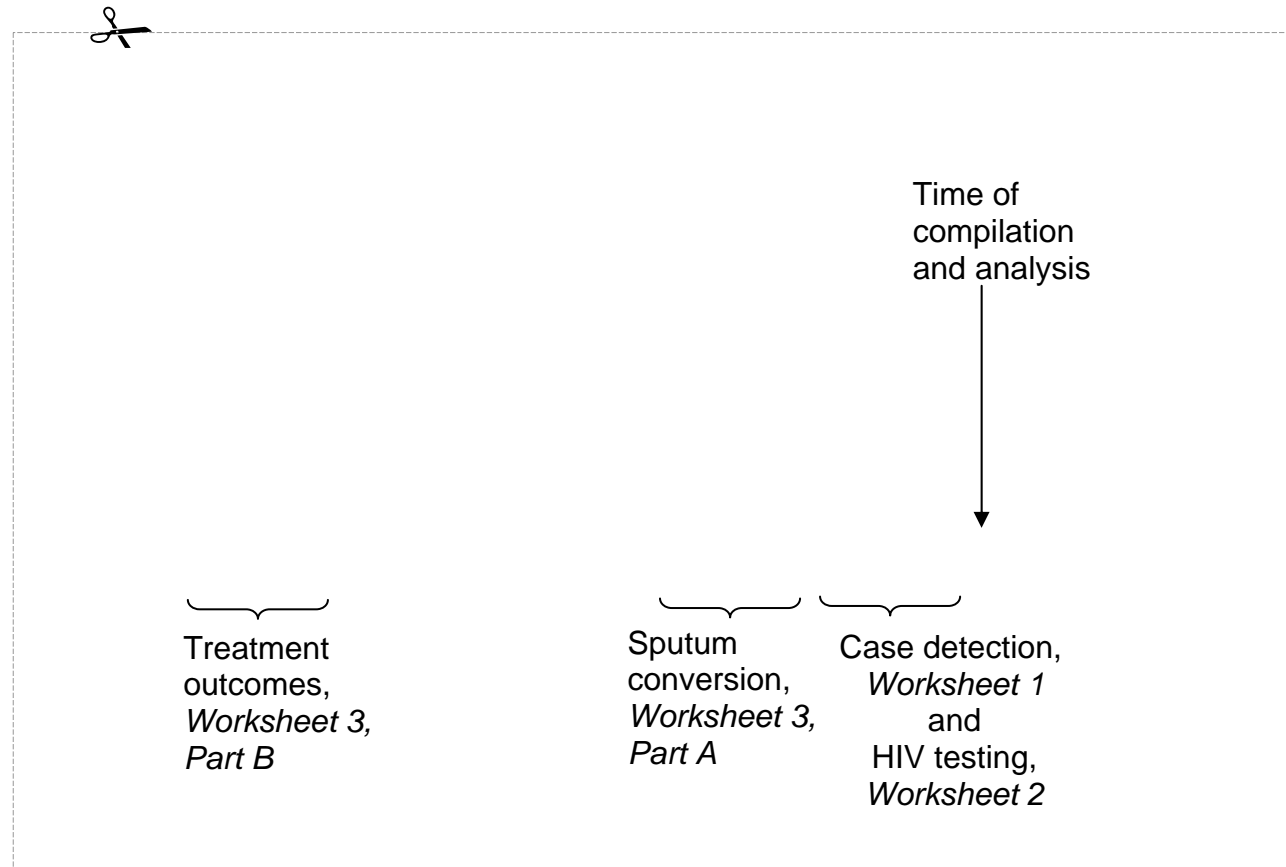 Time of
compilation
and analysis
Treatment
outcomes,
Worksheet 3,
Part B
Sputum
conversion,
Worksheet 3,
Part A
Case detection,
Worksheet 1
and
HIV testing,
Worksheet 2